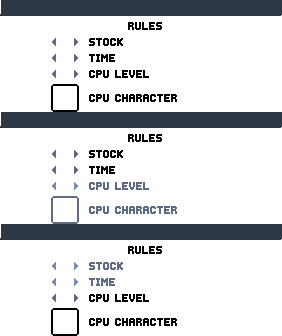 RULES
STOCK
TIME
CPU LEVEL
CPU CHARACTER
RULES
STOCK
TIME
CPU LEVEL
CPU CHARACTER
RULES
STOCK
TIME
CPU LEVEL
CPU CHARACTER